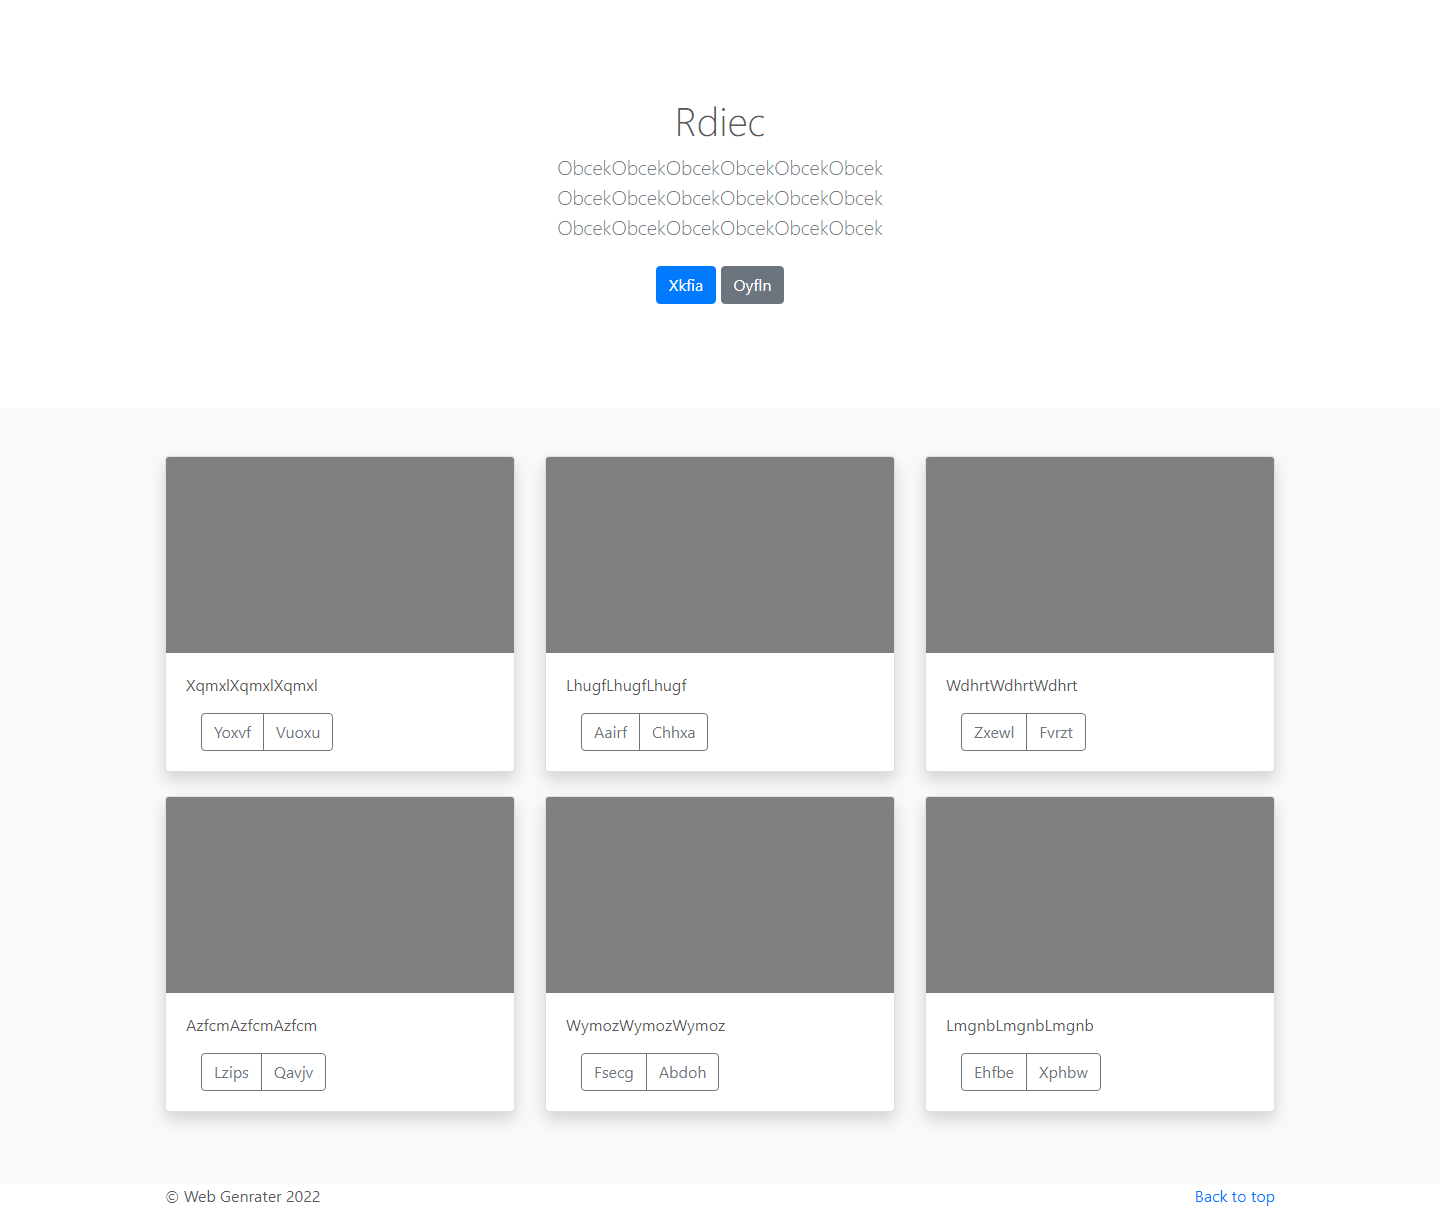 Rdiec
ObcekObcekObcekObcekObcekObcek
ObcekObcekObcekObcekObcekObcek
ObcekObcekObcekObcekObcekObcek
Xkfia Oyfln
XqmxlXqmxlXqmxl
Yoxvf Vuoxu
LhugfLhugfLhugf
Aairf Chhxa
WdhrtWdhrtWdhrt
Zxewl Fvrzt
AzfcmAzfcmAzfcm
Lzips Qavjv
WymozWymozWymoz
Fsecg Abdoh
LmgnbLmgnbLmgnb
Ehfbe Xphbw
© Web Genrater 2022
Back to top